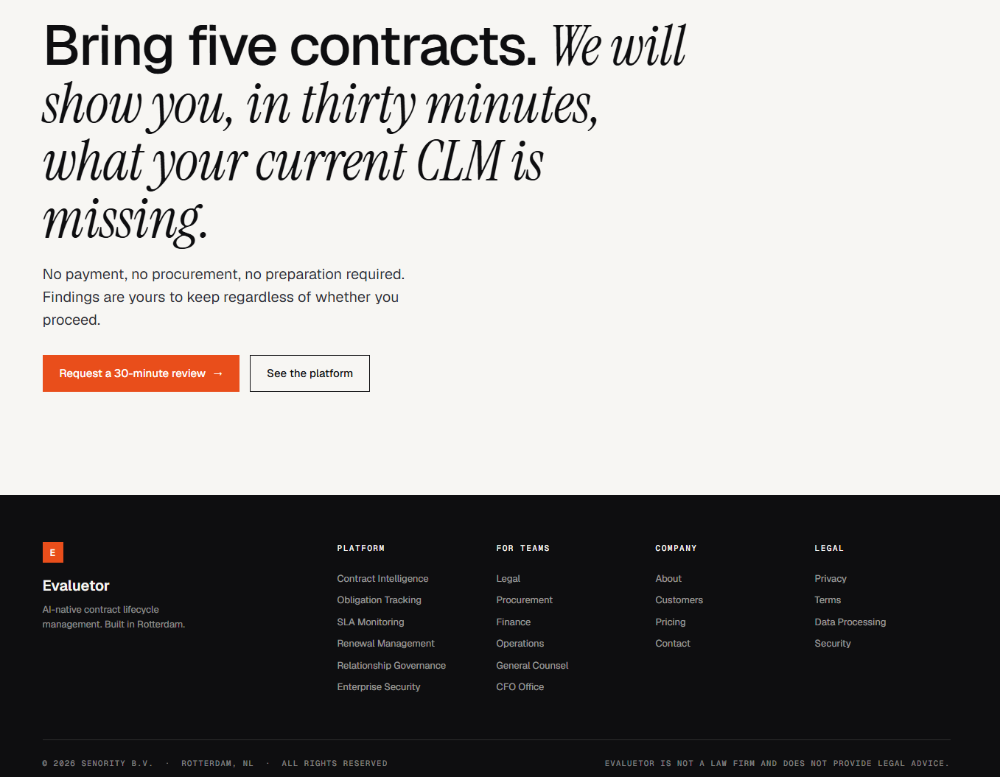 Bring five contracts. We will
show you, in thirty minutes,
what your current CLM is
missing.
No payment, no procurement, no preparation required.
Findings are yours to keep regardless of whether you
proceed.
Request a 30-minute review →
See the platform
E
Evaluetor
AI-native contract lifecycle
management. Built in Rotterdam.
PLATFORM
Contract Intelligence
Obligation Tracking
SLA Monitoring
Renewal Management
Relationship Governance
Enterprise Security
FOR TEAMS
Legal
Procurement
Finance
Operations
General Counsel
CFO Office
COMPANY
About
Customers
Pricing
Contact
LEGAL
Privacy
Terms
Data Processing
Security
© 2026 SENORITY B.V. · ROTTERDAM, NL · ALL RIGHTS RESERVED
EVALUETOR IS NOT A LAW FIRM AND DOES NOT PROVIDE LEGAL ADVICE.